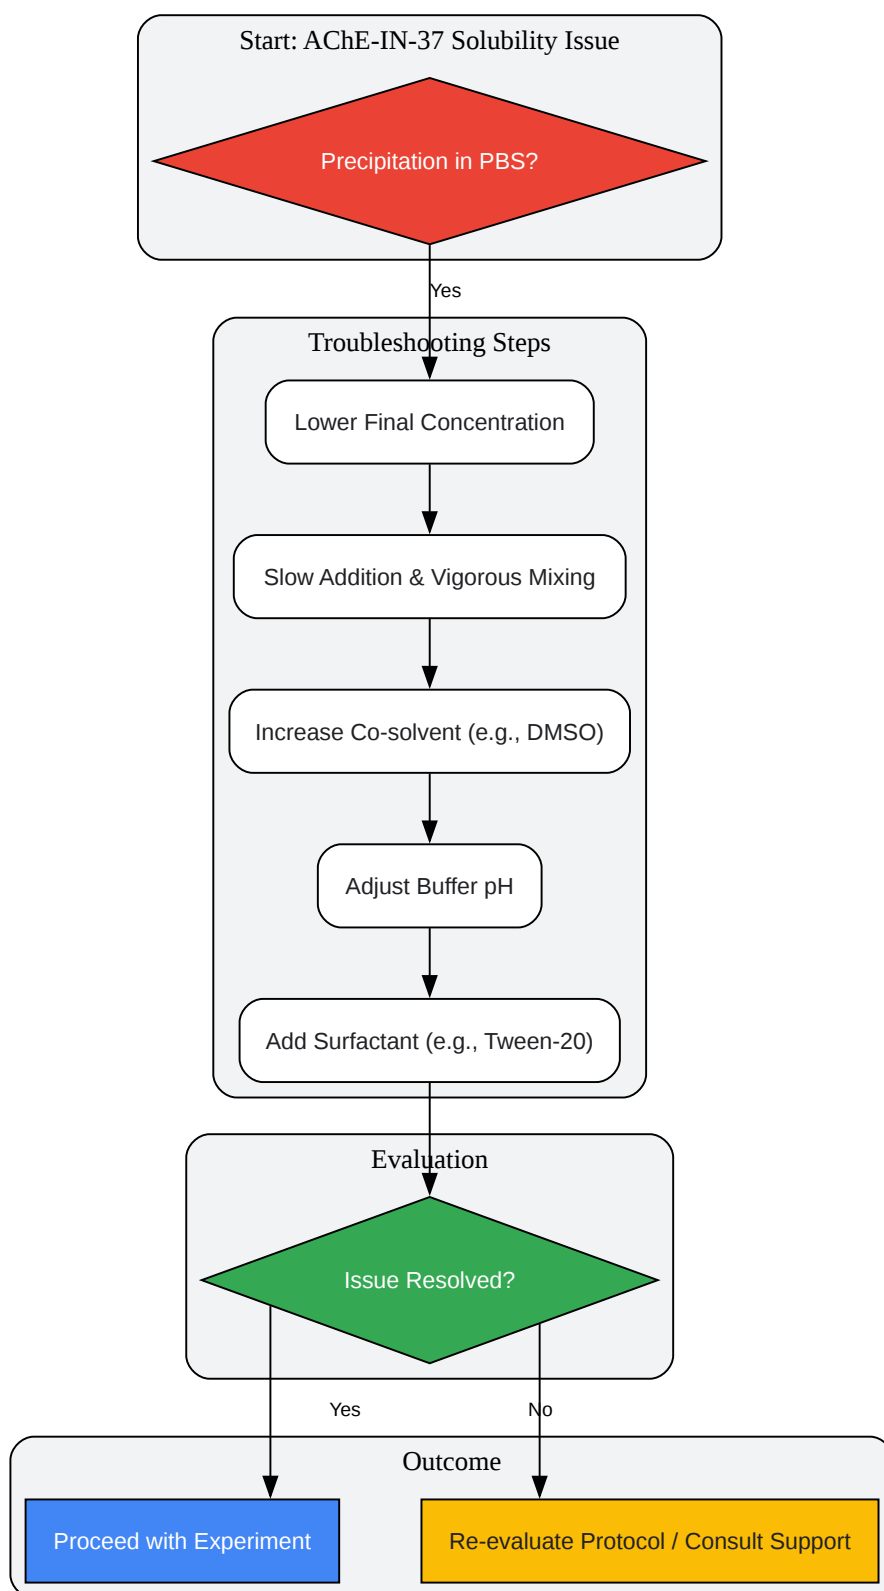 Start: AChE-IN-37 Solubility Issue
Precipitation in PBS?
Yes
Troubleshooting Steps
Lower Final Concentration
Slow Addition & Vigorous Mixing
Increase Co-solvent (e.g., DMSO)
Adjust Buffer pH
Add Surfactant (e.g., Tween-20)
Evaluation
Issue Resolved?
Yes
No
Outcome
Proceed with Experiment
Re-evaluate Protocol / Consult Support